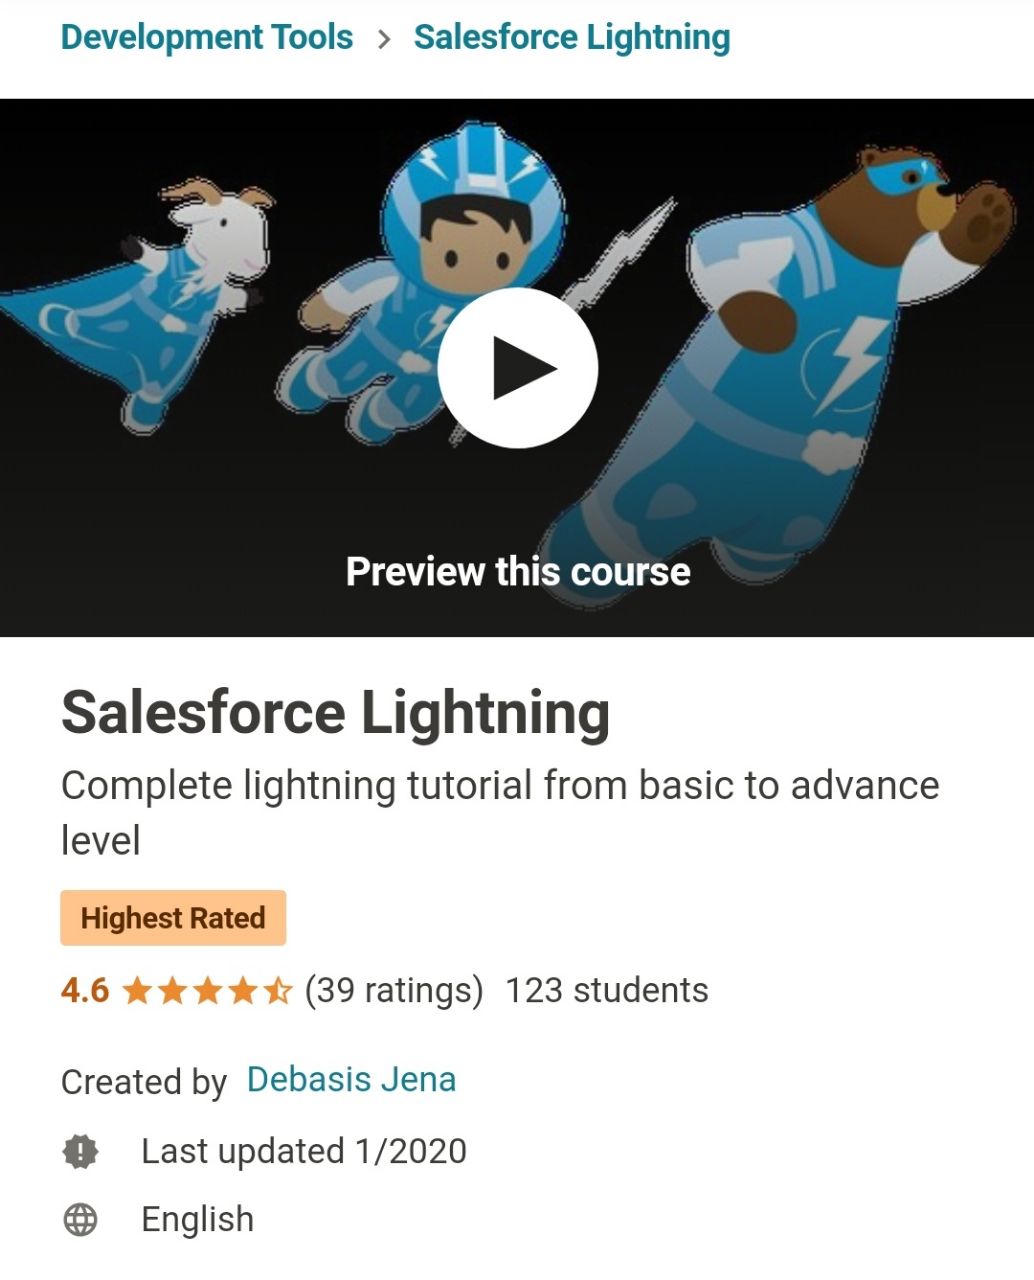 Development Tools > Salesforce Lightning
Preview this course
Salesforce Lightning
Complete lightning tutorial from basic to advance
level
Highest Rated
4.6 (39 ratings) 123 students
Created by Debasis Jena
Last updated 1/2020
English